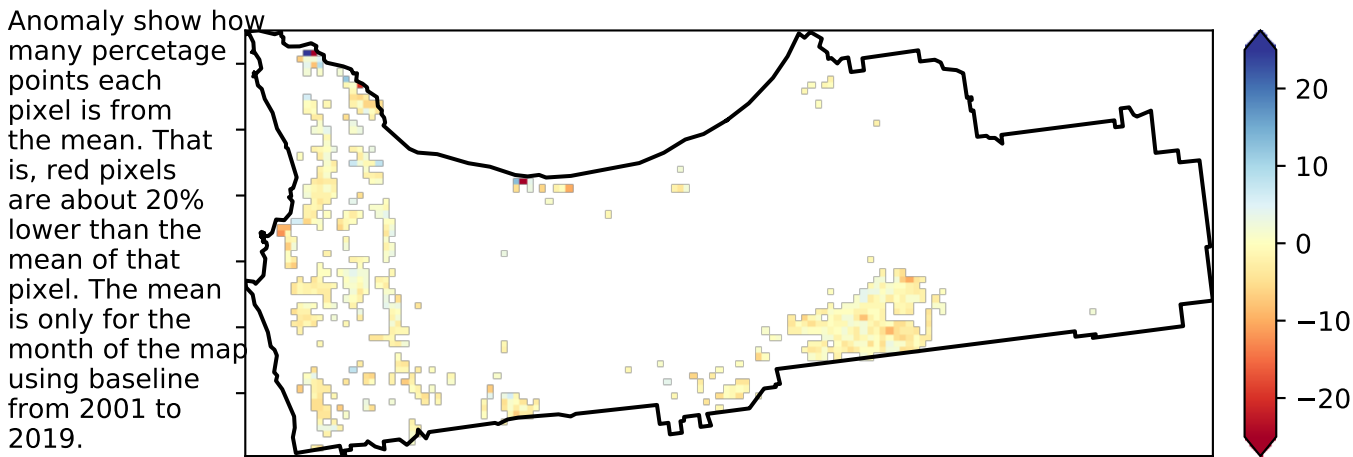 Anomaly show how
many percetage
points each
pixel is from
the mean. That
is, red pixels
are about 20%
lower than the
mean of that
pixel. The mean
is only for the
month of the map
using baseline
from 2001 to
2019.
20
10
0
−10
−20